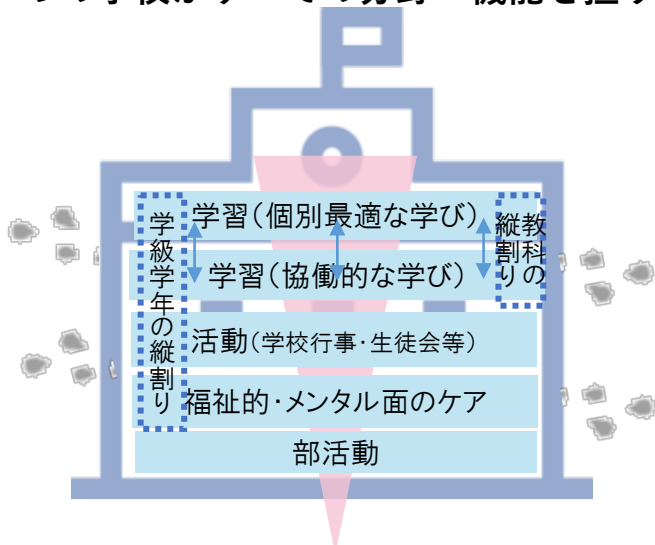 学習(個別最適な学び)
学習(協働的な学び)
活動(学校行事・生徒会等)
福祉的・メンタル面のケア
部活動
学級学年の縦割り
教科の
縦割り